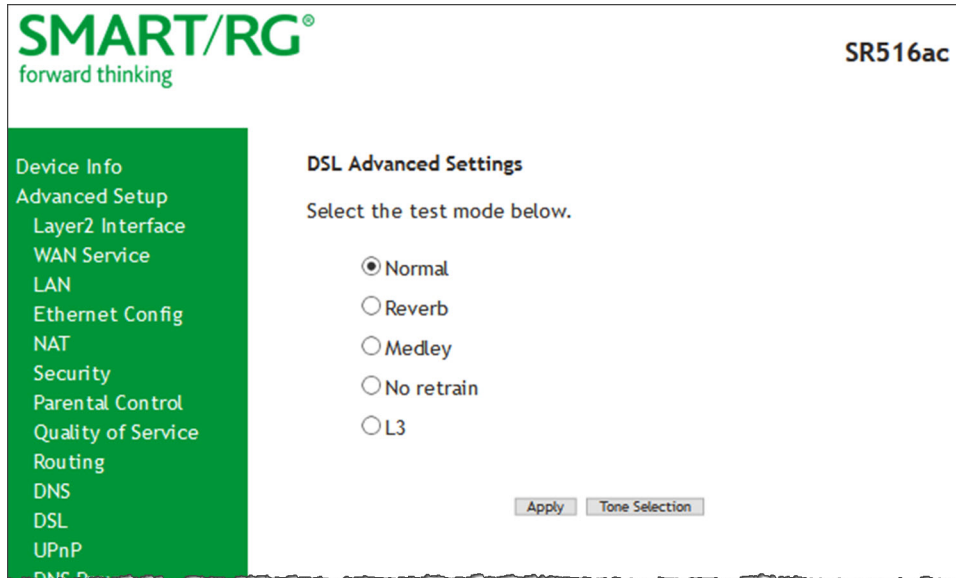 SMART/RG®
forward thinking
SR516ac
Device Info
Advanced Setup
Layer2 Interface
WAN Service
LAN
Ethernet Config
NAT
Security
Parental Control
Quality of Service
Routing
DNS
DSL
UPnP
DNS
DSL Advanced Settings
Select the test mode below.
Normal
Reverb
Medley
No retrain
L3
Apply
Tone Selection